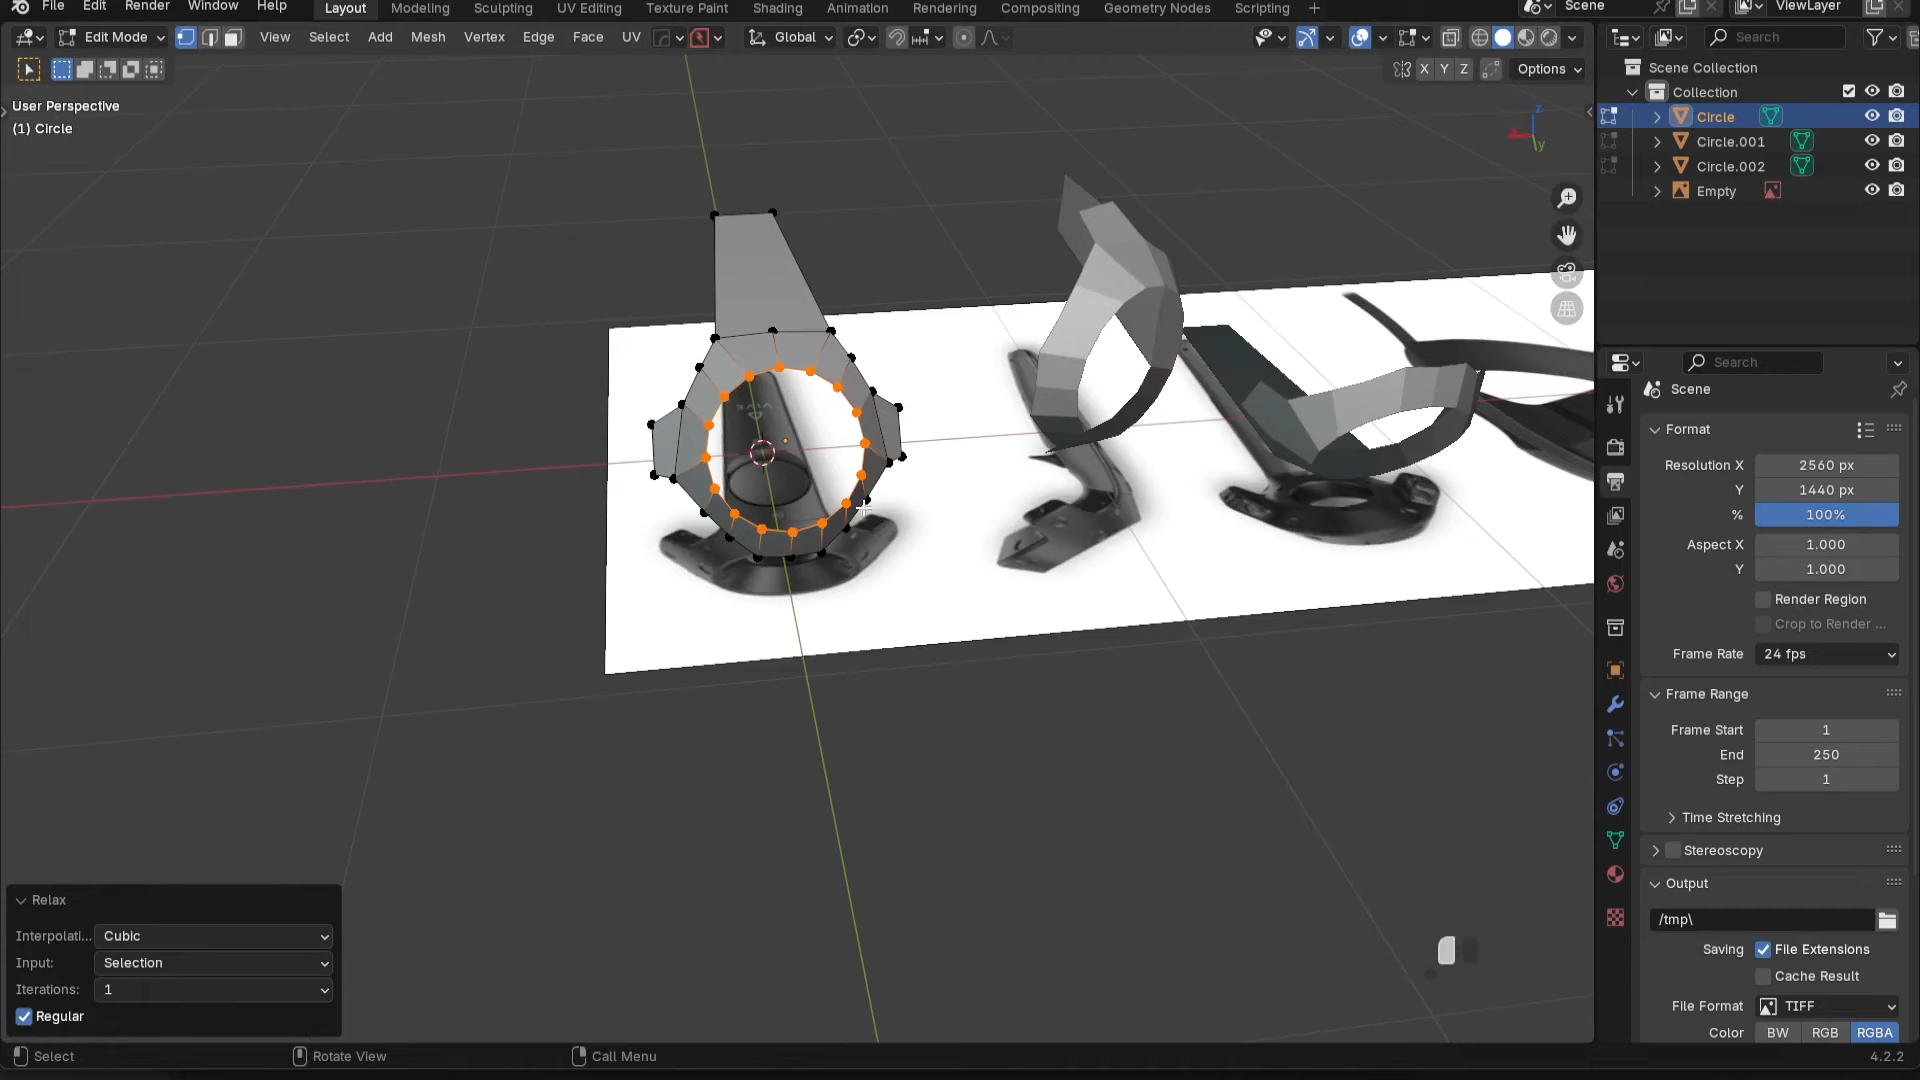 File Edit Render Window Help Layout Modeling Sculpting UV Editing Texture Paint Shading Animation Rendering Compositing Geometry Nodes Scripting + Scene ViewLayer
Edit Mode View Select Add Mesh Vertex Edge Face UV Global Search
X Y Z Options
User Perspective
(1) Circle
Scene Collection
Collection
Circle
Circle.001
Circle.002
Empty
Z
X
Y
VIVE
Search
Scene
Format
Resolution X 2560 px
Y 1440 px
% 100%
Aspect X 1.000
Y 1.000
Render Region
Crop to Render ...
Frame Rate 24 fps
Frame Range
Frame Start 1
End 250
Step 1
Time Stretching
Stereoscopy
Output
/tmp\
Saving File Extensions
Cache Result
File Format TIFF
Color BW RGB RGBA
Relax
Interpolati... Cubic
Input: Selection
Iterations: 1
Regular
Select Rotate View Call Menu 4.2.2